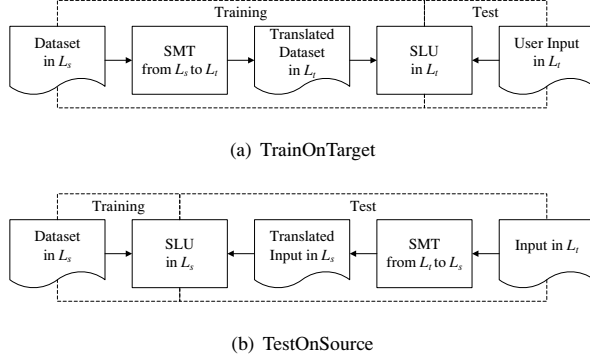 Training
Test
Dataset
in Ls
SMT
from Ls to Lt
Translated
Dataset
in Lt
SLU
in Lt
User Input
in Lt
(a) TrainOnTarget
Training
Test
Dataset
in Ls
SLU
in Ls
Translated
Input in Ls
SMT
from Lt to Ls
Input in Lt
(b) TestOnSource